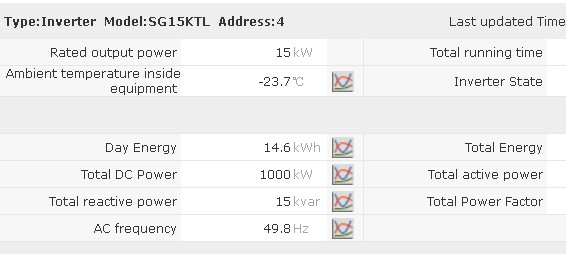 Type:Inverter Model:SG15KTL Address:4 Last updated Time
Rated output power 15 kW Total running time
Ambient temperature inside equipment -23.7 ℃ Inverter State
Day Energy 14.6 kWh Total Energy
Total DC Power 1000 kW Total active power
Total reactive power 15 kvar Total Power Factor
AC frequency 49.8 Hz